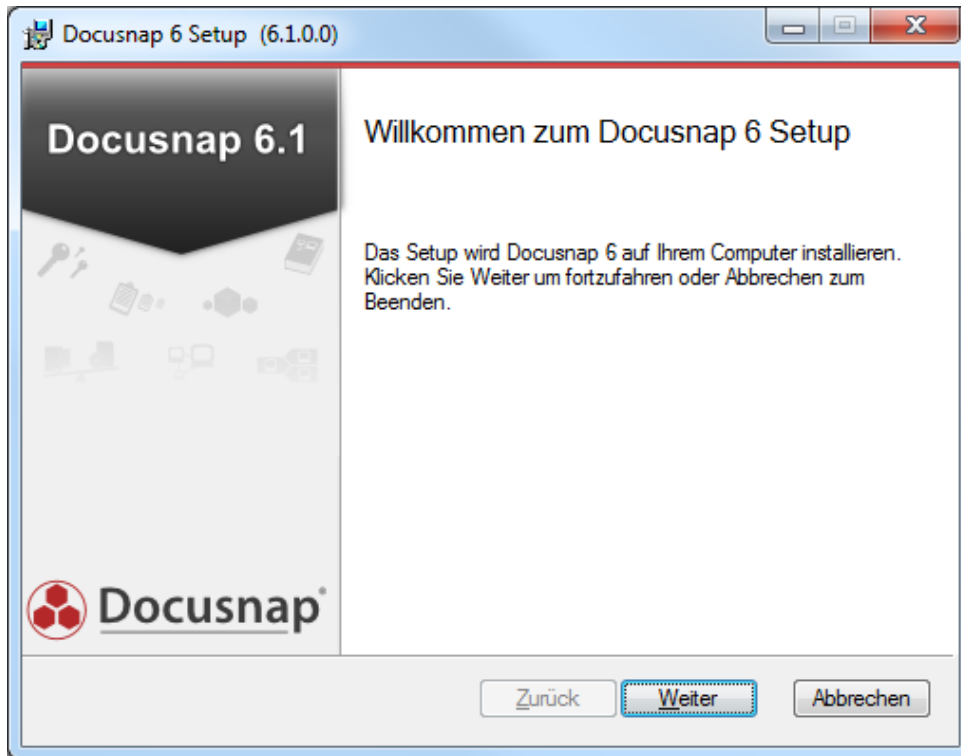 Docusnap 6 Setup (6.1.0.0)
Docusnap 6.1
Willkommen zum Docusnap 6 Setup
Das Setup wird Docusnap 6 auf Ihrem Computer installieren.
Klicken Sie Weiter um fortzufahren oder Abbrechen zum
Beenden.
Docusnap
Zurück
Weiter
Abbrechen